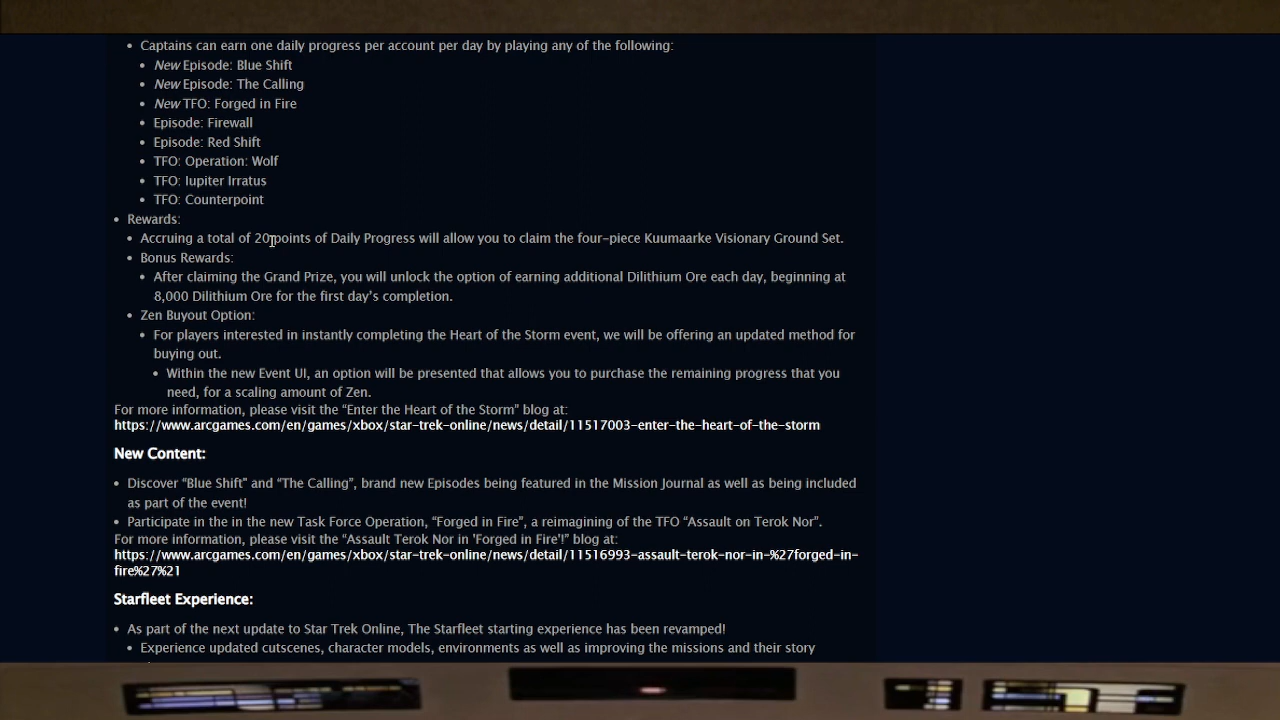 Captains can earn one daily progress per account per day by playing any of the following:
New Episode: Blue Shift
New Episode: The Calling
New TFO: Forged in Fire
Episode: Firewall
Episode: Red Shift
TFO: Operation: Wolf
TFO: Iupiter Irratus
TFO: Counterpoint
Rewards:
Accruing a total of 20 points of Daily Progress will allow you to claim the four-piece Kuumaarke Visionary Ground Set.
Bonus Rewards:
After claiming the Grand Prize, you will unlock the option of earning additional Dilithium Ore each day, beginning at
8,000 Dilithium Ore for the first day's completion.
Zen Buyout Option:
For players interested in instantly completing the Heart of the Storm event, we will be offering an updated method for
buying out.
Within the new Event UI, an option will be presented that allows you to purchase the remaining progress that you
need, for a scaling amount of Zen.
For more information, please visit the “Enter the Heart of the Storm” blog at:
https://www.arcgames.com/en/games/xbox/star-trek-online/news/detail/11517003-enter-the-heart-of-the-storm
New Content:
Discover “Blue Shift" and “The Calling”, brand new Episodes being featured in the Mission Journal as well as being included
as part of the event!
Participate in the in the new Task Force Operation, “Forged in Fire”, a reimagining of the TFO “Assault on Terok Nor”.
For more information, please visit the “Assault Terok Nor in 'Forged in Fire'!” blog at:
https://www.arcgames.com/en/games/xbox/star-trek-online/news/detail/11516993-assault-terok-nor-in-%27forged-in-
fire%27%21
Starfleet Experience:
As part of the next update to Star Trek Online, The Starfleet starting experience has been revamped!
Experience updated cutscenes, character models, environments as well as improving the missions and their story